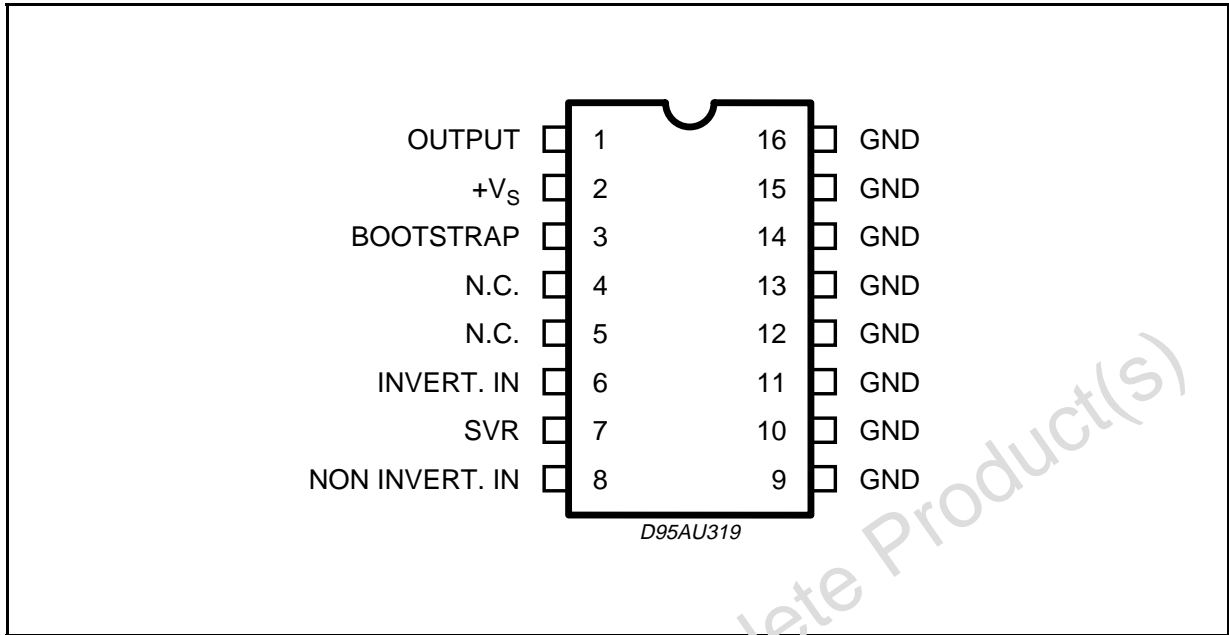 OUTPUT 1 16 GND
+VS 2 15 GND
BOOTSTRAP 3 14 GND
N.C. 4 13 GND
N.C. 5 12 GND
INVERT. IN 6 11 GND
SVR 7 10 GND
NON INVERT. IN 8 9 GND
D95AU319
Product(s)